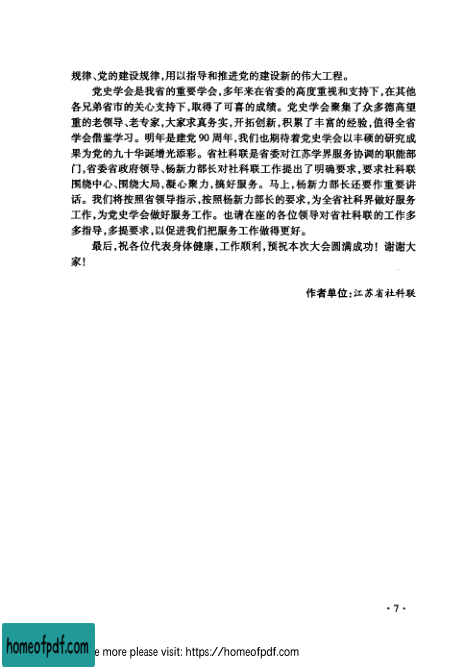 规律、党的建设规律,用以指导和推进党的建设新的伟大工程。
党史学会是我省的重要学会,多年来在省委的高度重视和支持下,在其他
各兄弟省市的关心支持下,取得了可喜的成绩。党史学会聚集了众多德高望
重的老领导、老专家,大家求真务实,开拓创新,积累了丰富的经验,值得全省
学会借鉴学习。明年是建党90周年,我们也期待着党史学会以丰硕的研究成
果为党的九十华诞增光添彩。省社科联是省委对江苏学界服务协调的职能部
门,省委省政府领导、杨新力部长对社科联工作提出了明确要求,要求社科联
围绕中心、围绕大局,凝心聚力,搞好服务。马上,杨新力部长还要作重要讲
话。我们将按照省领导指示,按照杨新力部长的要求,为全省社科界做好服务
工作,为党史学会做好服务工作。也请在座的各位领导对省社科联的工作多
多指导,多提要求,以促进我们把服务工作做得更好。
最后,祝各位代表身体健康,工作顺利,预祝本次大会圆满成功!谢谢大
家!
作者单位:江苏省社科联
·7·
homeofpdf.com
e more please visit: https://homeofpdf.com